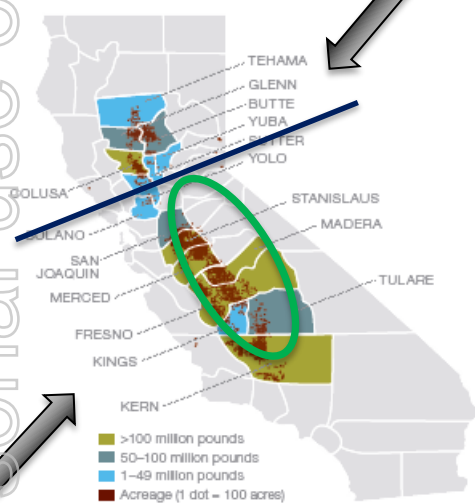 TEHAMA
GLENN
BUTTE
YUBA
SUTTER
YOLO
COLUSA
SOLANO
STANISLAUS
MADERA
SAN
JOAQUIN
TULARE
MERCED
FRESNO
KINGS
KERN
>100 million pounds
50–100 million pounds
1–49 million pounds
Acreage (1 dot = 100 acres)